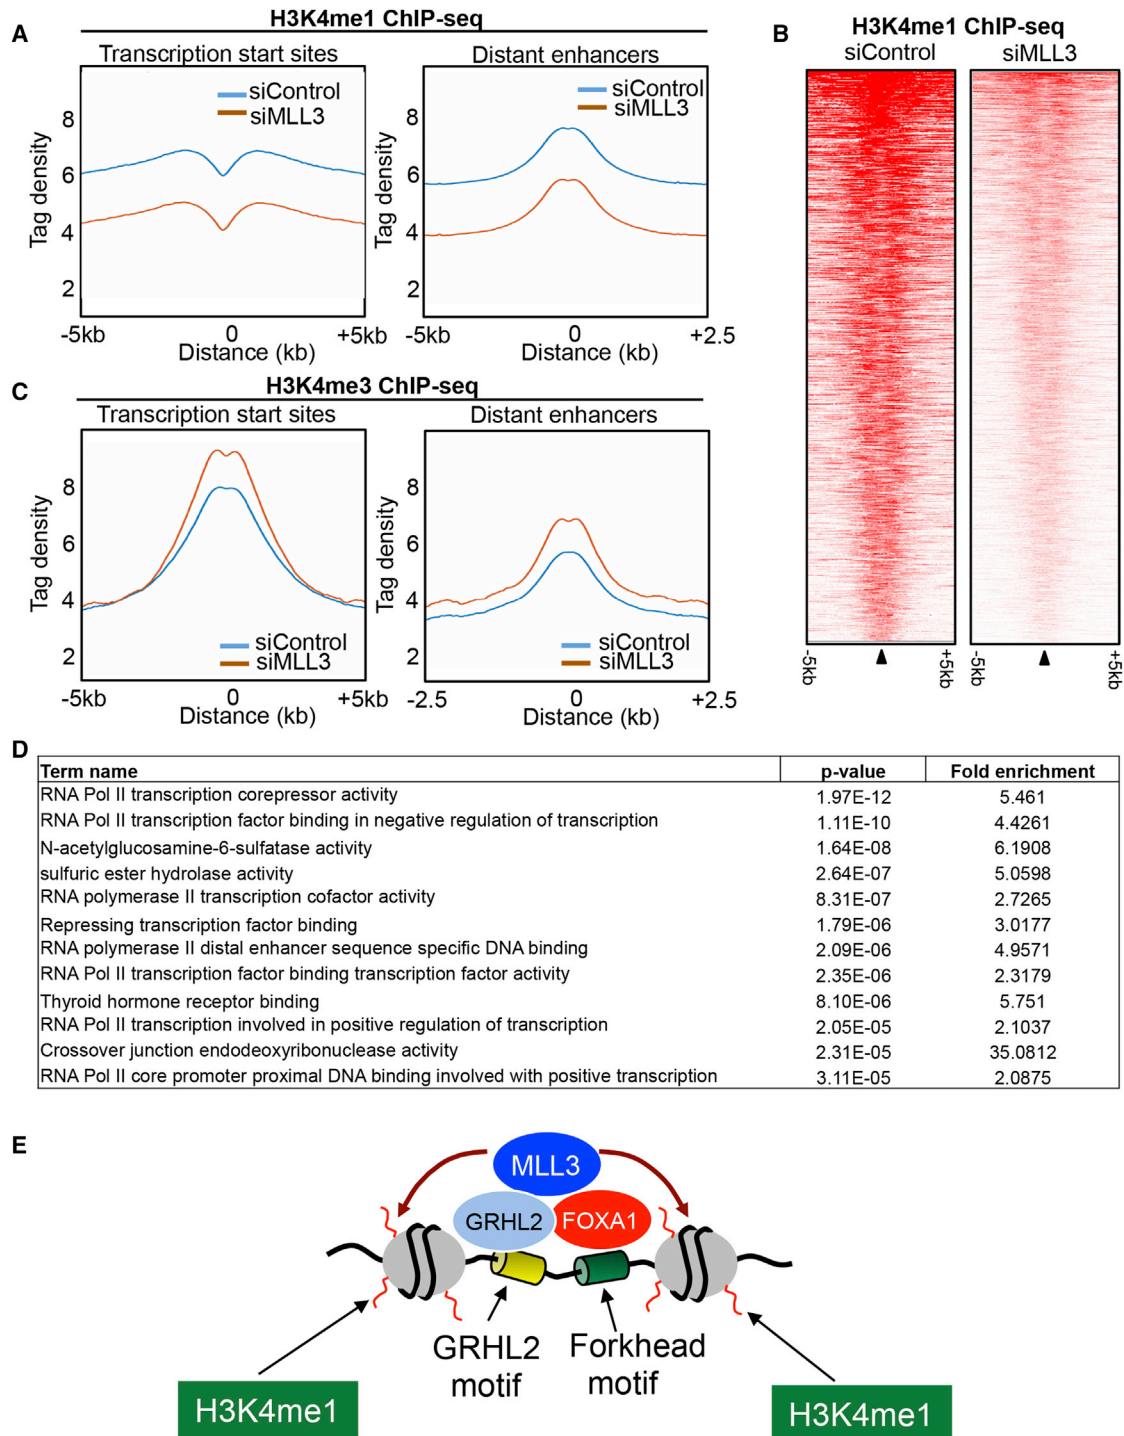 A
H3K4me1 ChIP-seq
Transcription start sites
Distant enhancers
siControl
siMLL3
siControl
siMLL3
Tag density
8
6
4
2
Tag density
8
6
4
2
-5kb 0 +5kb
Distance (kb)
-5kb 0 +2.5
Distance (kb)
B
H3K4me1 ChIP-seq
siControl siMLL3
-5kb +5kb -5kb +5kb
C
H3K4me3 ChIP-seq
Transcription start sites
Distant enhancers
Tag density
8
6
4
2
Tag density
8
6
4
2
siControl
siMLL3
siControl
siMLL3
-5kb 0 +5kb
Distance (kb)
-2.5 0 +2.5
Distance (kb)
D
Term name p-value Fold enrichment
RNA Pol II transcription corepressor activity 1.97E-12 5.461
RNA Pol II transcription factor binding in negative regulation of transcription 1.11E-10 4.4261
N-acetylglucosamine-6-sulfatase activity 1.64E-08 6.1908
sulfuric ester hydrolase activity 2.64E-07 5.0598
RNA polymerase II transcription cofactor activity 8.31E-07 2.7265
Repressing transcription factor binding 1.79E-06 3.0177
RNA polymerase II distal enhancer sequence specific DNA binding 2.09E-06 4.9571
RNA Pol II transcription factor binding transcription factor activity 2.35E-06 2.3179
Thyroid hormone receptor binding 8.10E-06 5.751
RNA Pol II transcription involved in positive regulation of transcription 2.05E-05 2.1037
Crossover junction endodeoxyribonuclease activity 2.31E-05 35.0812
RNA Pol II core promoter proximal DNA binding involved with positive transcription 3.11E-05 2.0875
E
MLL3
GRHL2 FOXA1
GRHL2
motif
Forkhead
motif
H3K4me1
H3K4me1